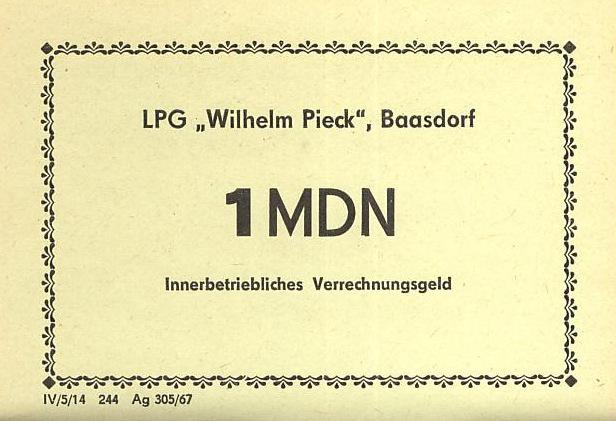 LPG „Wilhelm Pieck“, Baasdorf
1 MDN
Innerbetriebliches Verrechnungsgeld
IV/5/14 244 Ag 305/67